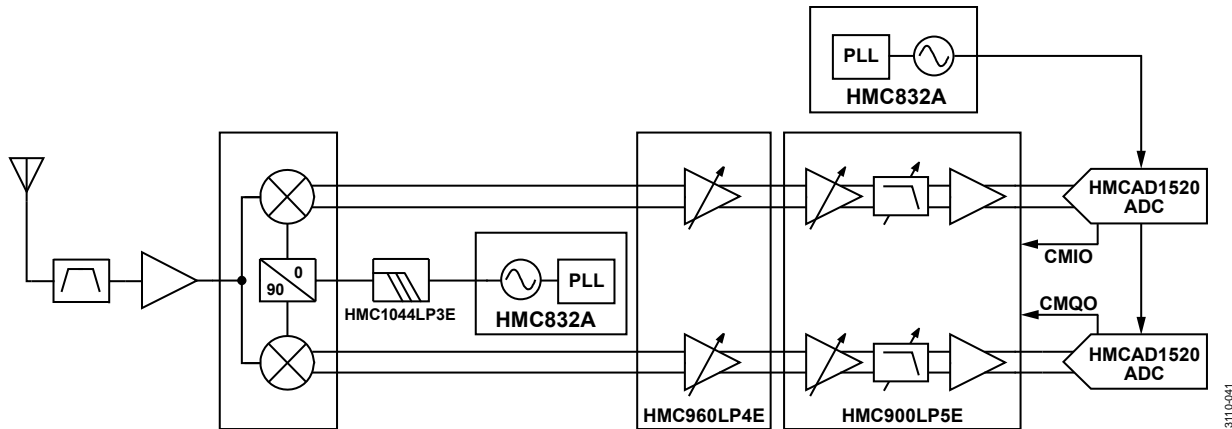 PLL
HMC832A
HMCAD1520
ADC
CMIO
0
90
HMC1044LP3E
PLL
HMC832A
CMQO
HMCAD1520
ADC
HMC960LP4E
HMC900LP5E
3110-041